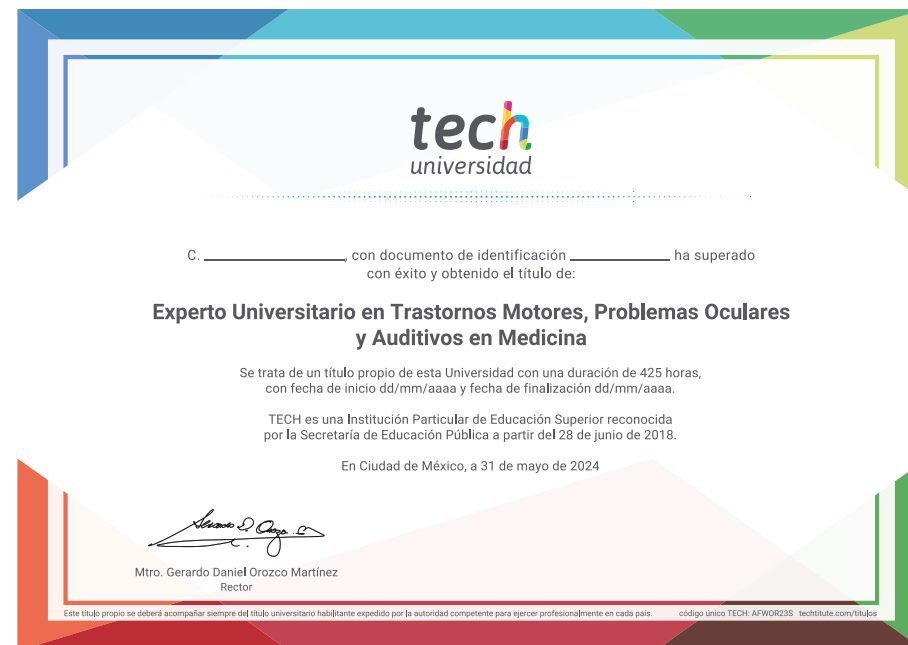 tech
universidad
C. ____________, con documento de identificación _________ ha superado
con éxito y obtenido el título de:
Experto Universitario en Trastornos Motores, Problemas Oculares
y Auditivos en Medicina
Se trata de un título propio de esta Universidad con una duración de 425 horas,
con fecha de inicio dd/mm/aaaa y fecha de finalización dd/mm/aaaa.
TECH es una Institución Particular de Educación Superior reconocida
por la Secretaría de Educación Pública a partir del 28 de junio de 2018.
En Ciudad de México, a 31 de mayo de 2024
Mtro. Gerardo Daniel Orozco Martínez
Rector
Este título propio se deberá acompañar siempre del título universitario habilitante expedido por la autoridad competente para ejercer profesionalmente en cada país. código único TECH: AFWOR23S techtitute.com/titulos